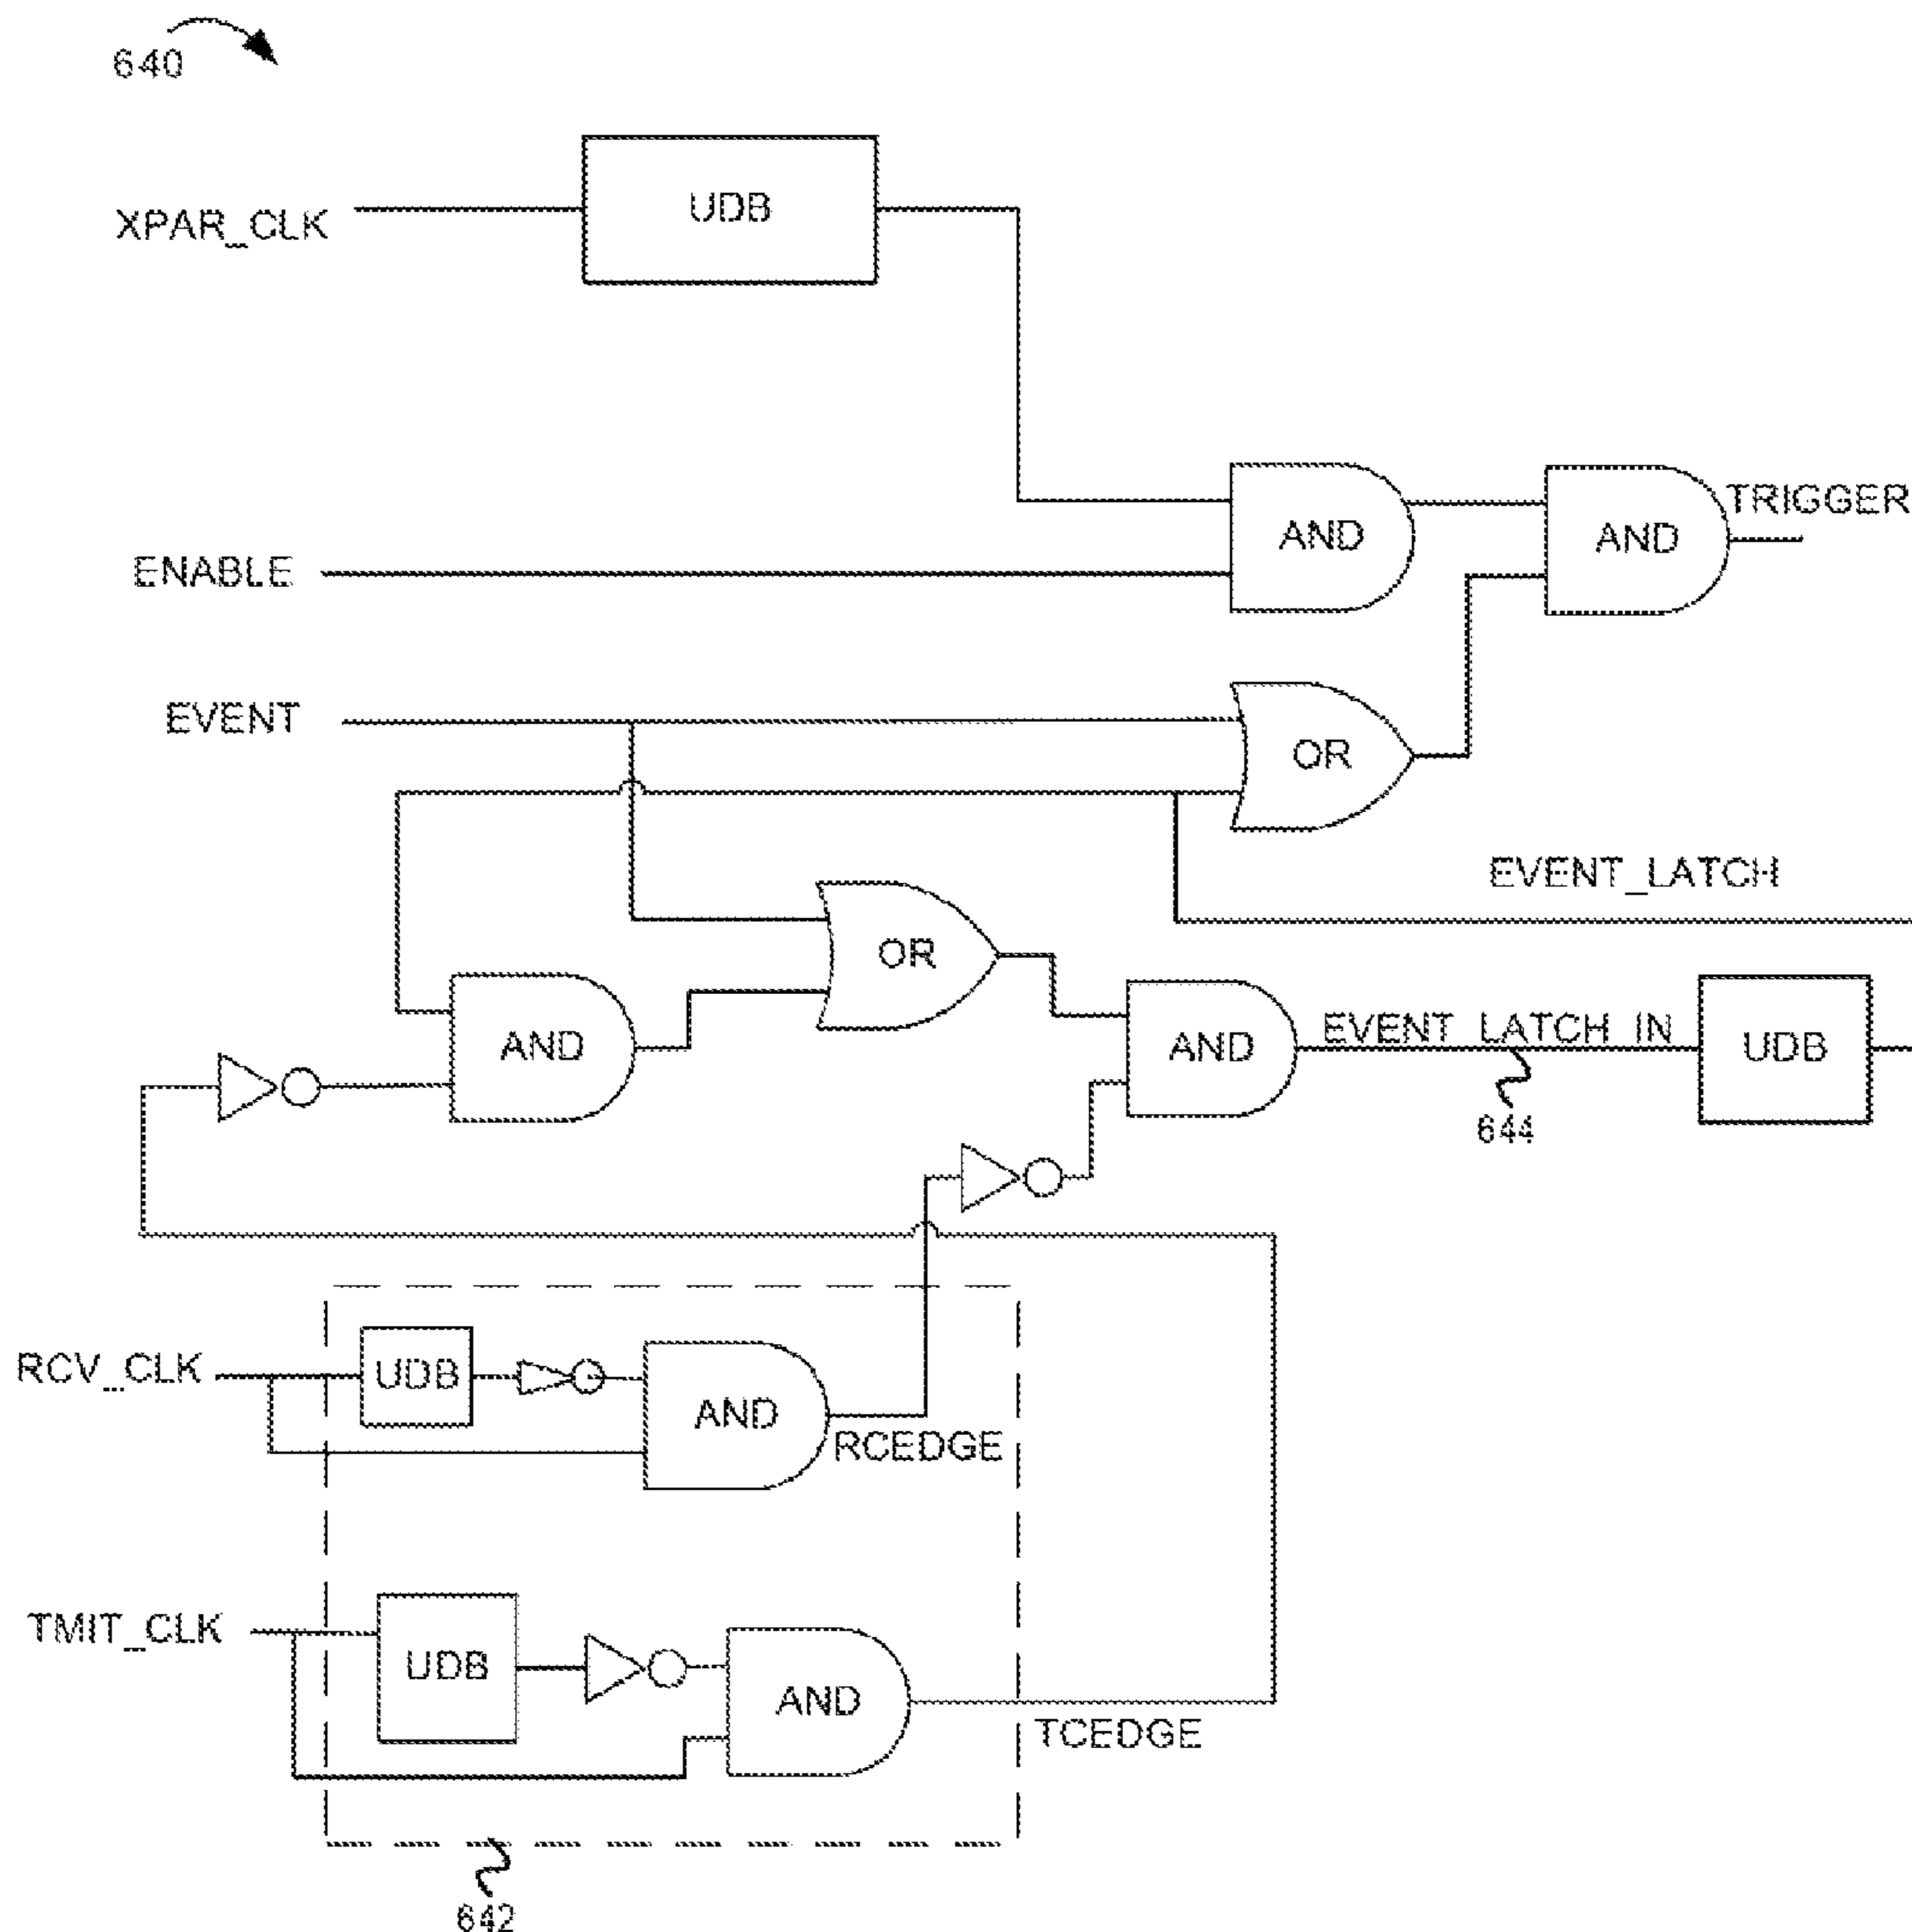 640
XPAR_CLK
UDB
ENABLE
AND
AND
TRIGGER
EVENT
OR
EVENT_LATCH
OR
AND
AND
EVENT_LATCH_IN
UDB
644
RCV_CLK
UDB
AND
RCEDGE
TMIT_CLK
UDB
AND
TCEDGE
642